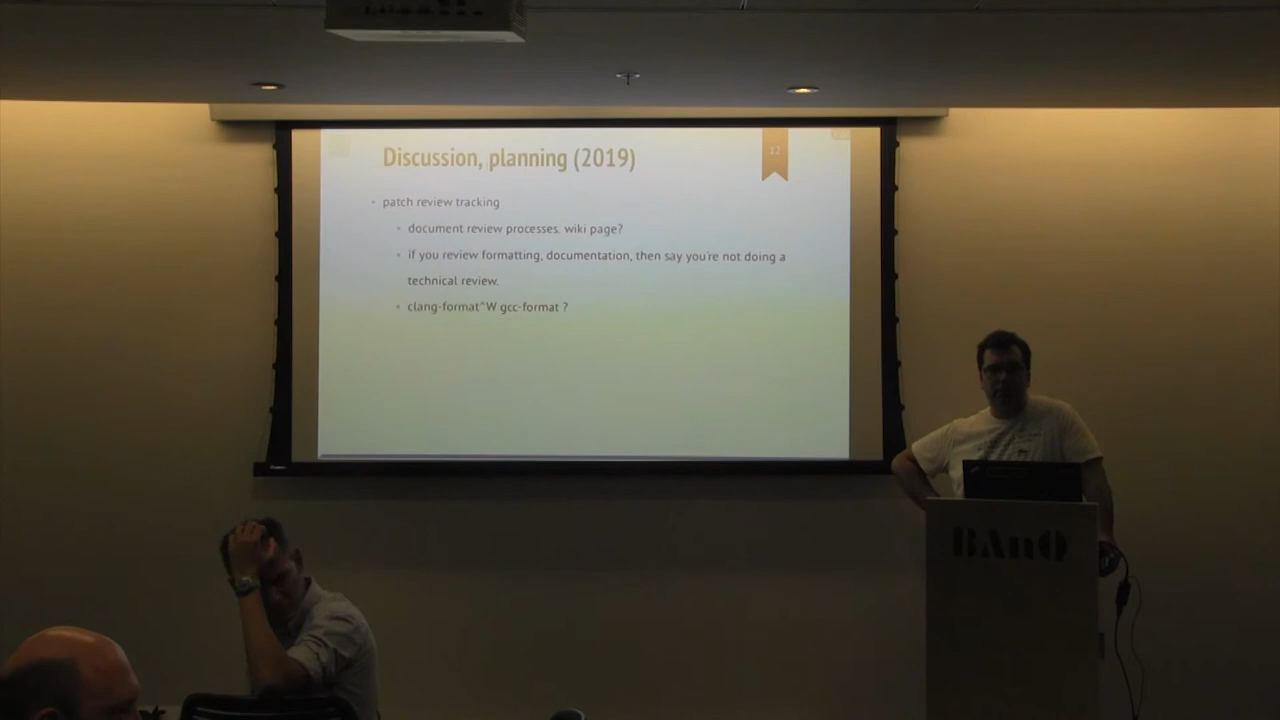 Discussion, planning (2019)
12
patch review tracking
document review processes. wiki page?
if you review formatting, documentation, then say you're not doing a
technical review.
clang-format^W gcc-format ?
BAnQ